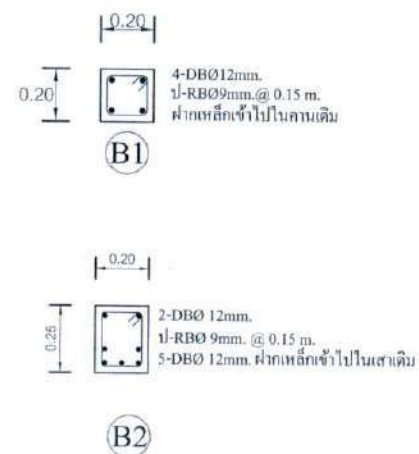 0.20
0.20
4-DBØ12mm.
ป-RBØ9mm.@ 0.15 m.
ฝากเหล็กเข้าไปในคานเดิม
B1
0.20
0.25
2-DBØ 12mm.
ป-RBØ 9mm. @ 0.15 m.
5-DBØ 12mm. ฝากเหล็กเข้าไปในเสาเดิม
B2